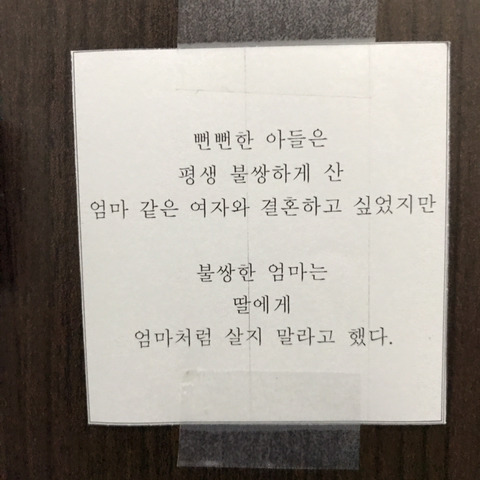 뻔뻔한 아들은
평생 불쌍하게 산
엄마 같은 여자와 결혼하고 싶었지만
불쌍한 엄마는
딸에게
엄마처럼 살지 말라고 했다.